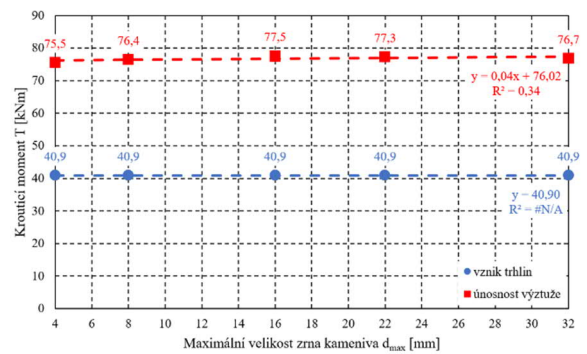 Krouticí moment T [kNm]
90
80
70
60
50
40
30
20
10
0
75,5
76,4
77,5
77,3
76,7
y = 0,04x + 76,02
R² = 0,34
40,9
40,9
40,9
40,9
40,9
y = 40,90
R² = #N/A
vznik trhlin
únosnost výztuže
4 6 8 10 12 14 16 18 20 22 24 26 28 30 32
Maximální velikost zrna kameniva dmax [mm]